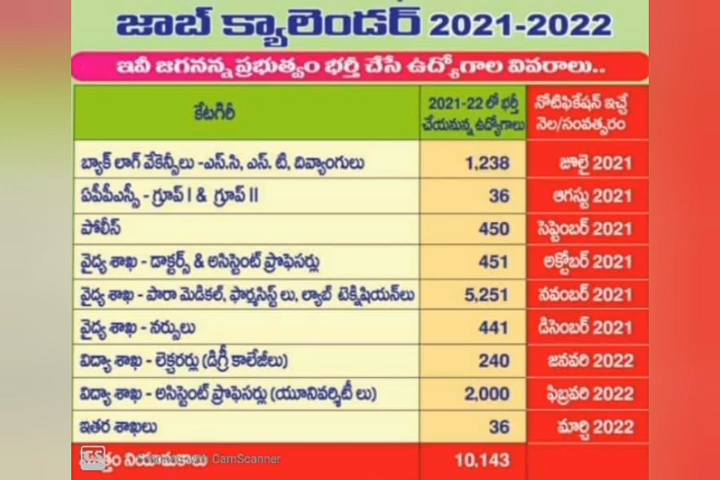 జాబ్ క్యాలెండర్ 2021-2022
ఇవీ జగనన్న ప్రభుత్వం భర్తీ చేసే ఉద్యోగాల వివరాలు..
కేటగిరీ 2021-22 లో భర్తీ చేయనున్న ఉద్యోగాలు నోటిఫికేషన్ ఇచ్చే నెల/సంవత్సరం
బ్యాక్ లాగ్ వేకెన్సీలు -ఎస్.సి, ఎస్. టి, దివ్యాంగులు 1,238 జూలై 2021
ఏపీపీఎస్సీ - గ్రూప్ I & గ్రూప్ II 36 ఆగస్టు 2021
పోలీస్ 450 సెప్టెంబర్ 2021
వైద్య శాఖ - డాక్టర్స్ & అసిస్టెంట్ ప్రొఫెసర్లు 451 అక్టోబర్ 2021
వైద్య శాఖ - పారా మెడికల్, ఫార్మసిస్ట్ లు, ల్యాబ్ టెక్నిషియన్‌లు 5,251 నవంబర్ 2021
వైద్య శాఖ - నర్సులు 441 డిసెంబర్ 2021
విద్యా శాఖ - లెక్చరర్లు (డిగ్రీ కాలేజీలు) 240 జనవరి 2022
విద్యా శాఖ - అసిస్టెంట్ ప్రొఫెసర్లు (యూనివర్శిటీ లు) 2,000 ఫిబ్రవరి 2022
ఇతర శాఖలు 36 మార్చి 2022
నియామకాలు CamScanner 10,143